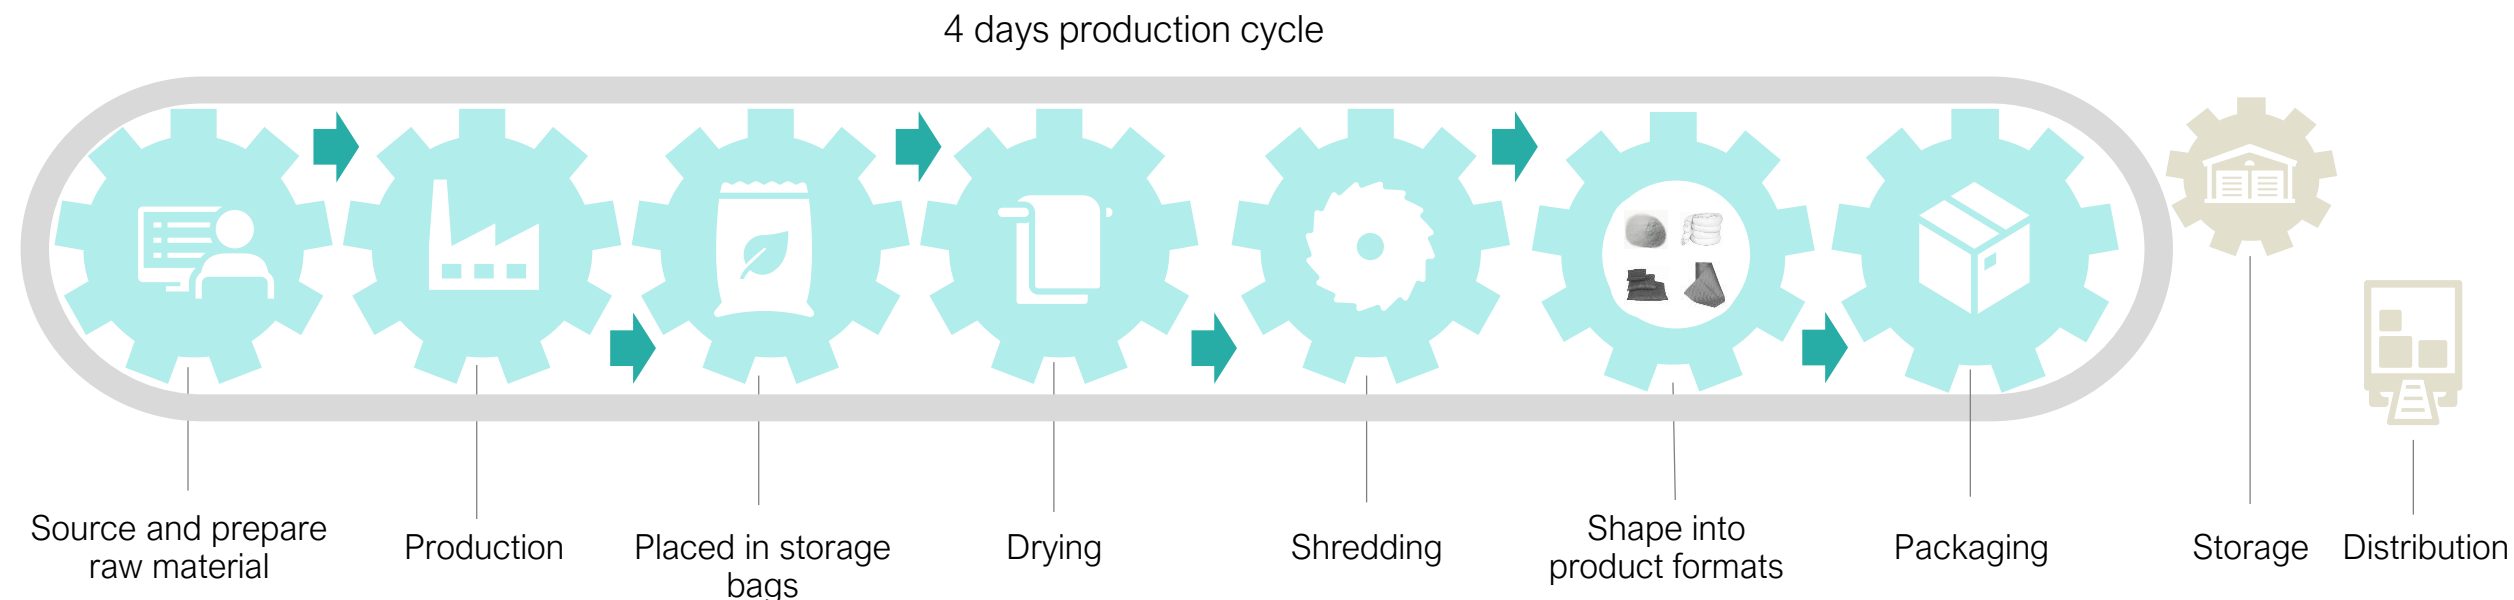 4 days production cycle
Source and prepare
raw material
Production
Placed in storage
bags
Drying
Shredding
Shape into
product formats
Packaging
Storage
Distribution